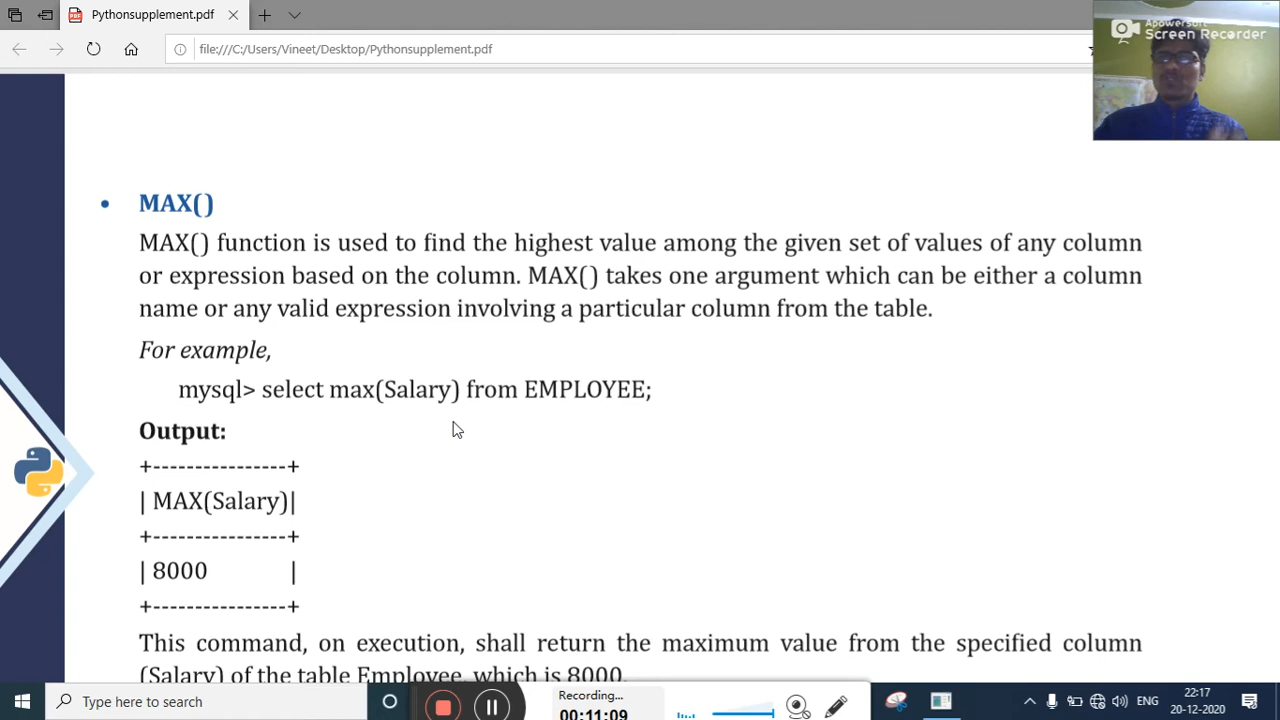 Pythonsupplement.pdf
file:///C:/Users/Vineet/Desktop/Pythonsupplement.pdf
Apowersoft
Screen Recorder
• MAX()
MAX() function is used to find the highest value among the given set of values of any column
or expression based on the column. MAX() takes one argument which can be either a column
name or any valid expression involving a particular column from the table.
For example,
mysql> select max(Salary) from EMPLOYEE;
Output:
+---------------+
| MAX(Salary)|
+---------------+
| 8000 |
+---------------+
This command, on execution, shall return the maximum value from the specified column
(Salary) of the table Employee, which is 8000.
Type here to search
Recording...
00:11:09
ENG
22:17
20-12-2020